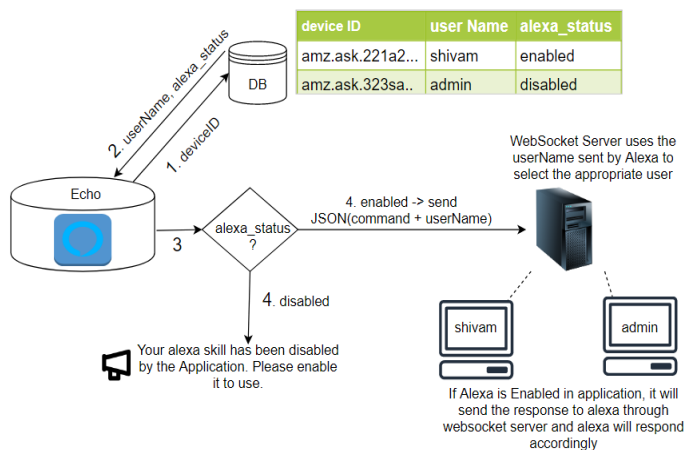 device ID user Name alexa_status
amz.ask.221a2... shivam enabled
amz.ask.323sa.. admin disabled
DB
2. userName, alexa_status
1. deviceID
WebSocket Server uses the
userName sent by Alexa to
select the appropriate user
Echo
3
alexa_status
?
4. enabled -> send
JSON(command + userName)
4. disabled
shivam
admin
Your alexa skill has been disabled
by the Application. Please enable
it to use.
If Alexa is Enabled in application, it will
send the response to alexa through
websocket server and alexa will respond
accordingly